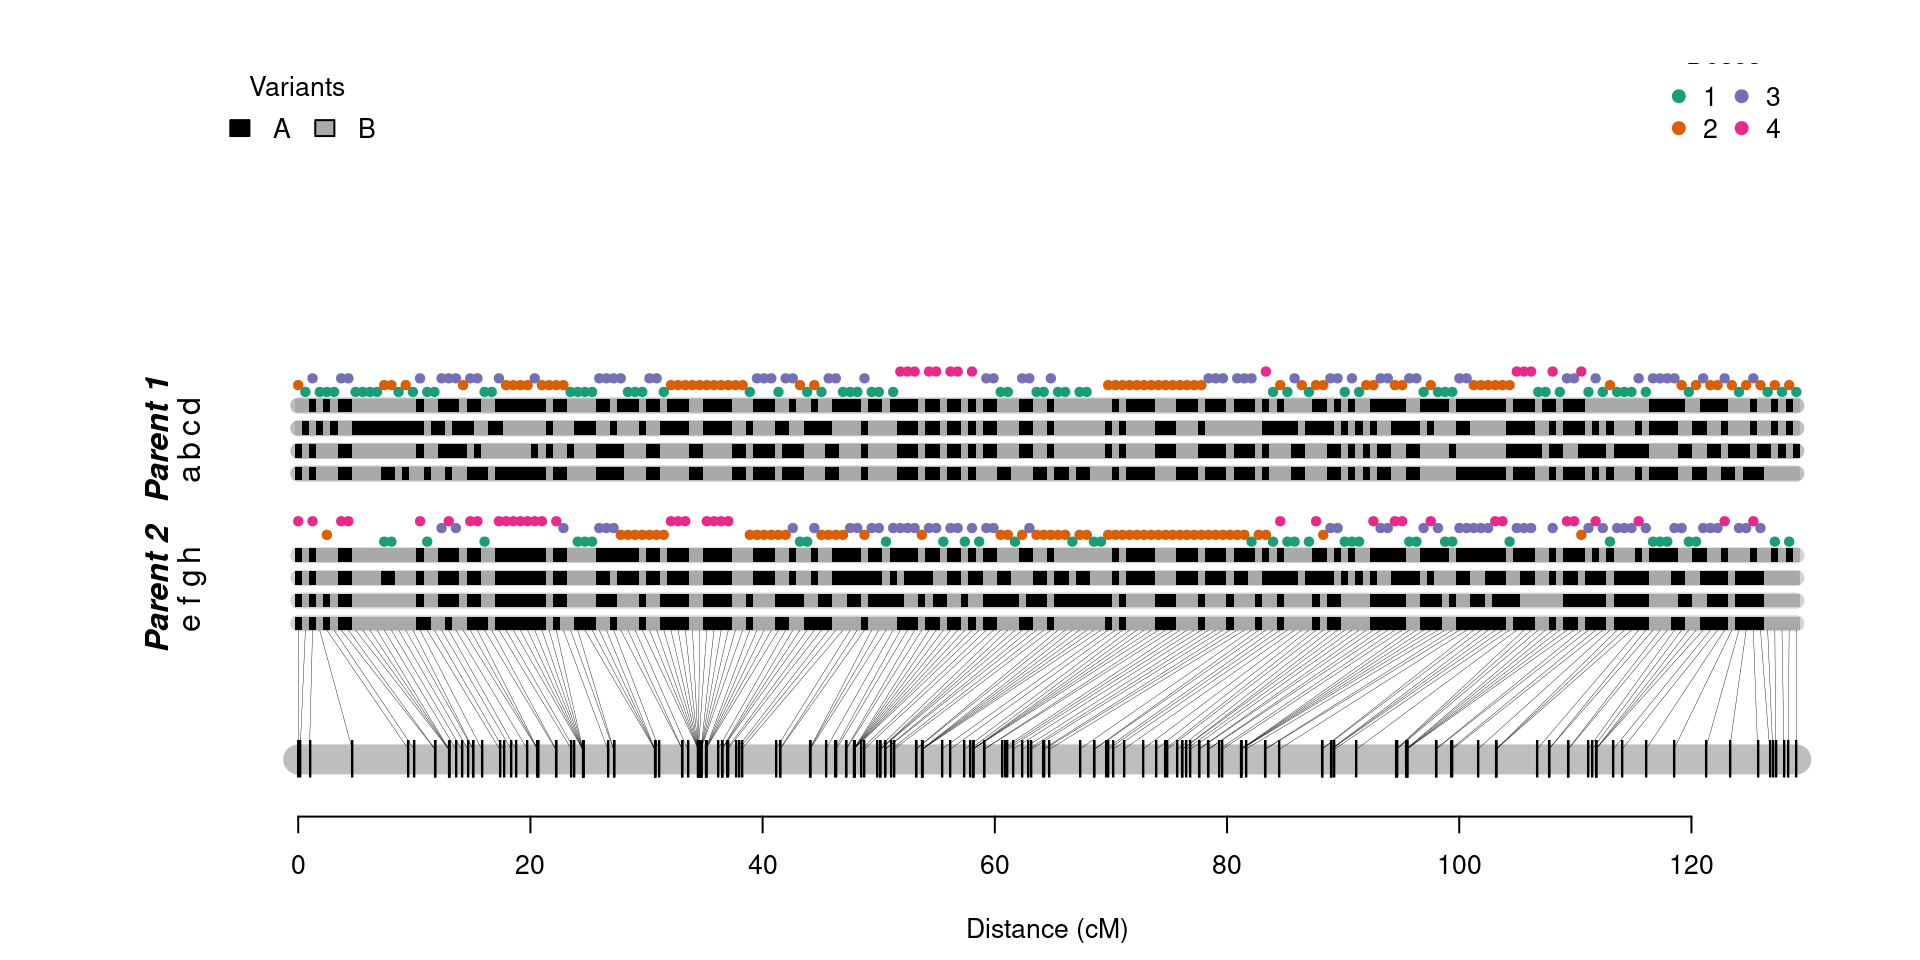 Variants
A B
1 3
2 4
Parent 1
a b c d
Parent 2
e f g h
0 20 40 60 80 100 120
Distance (cM)